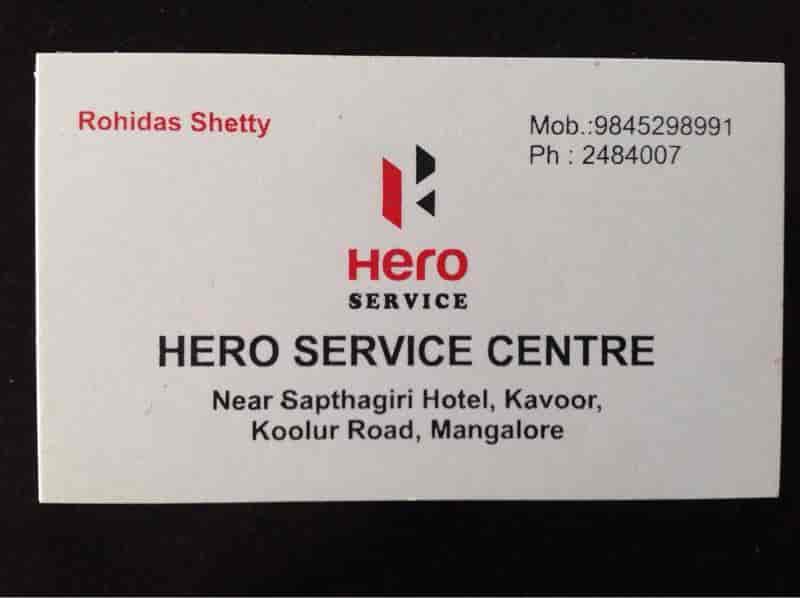 Rohidas Shetty
Mob.:9845298991
Ph : 2484007
Hero
SERVICE
HERO SERVICE CENTRE
Near Sapthagiri Hotel, Kavoor,
Koolur Road, Mangalore